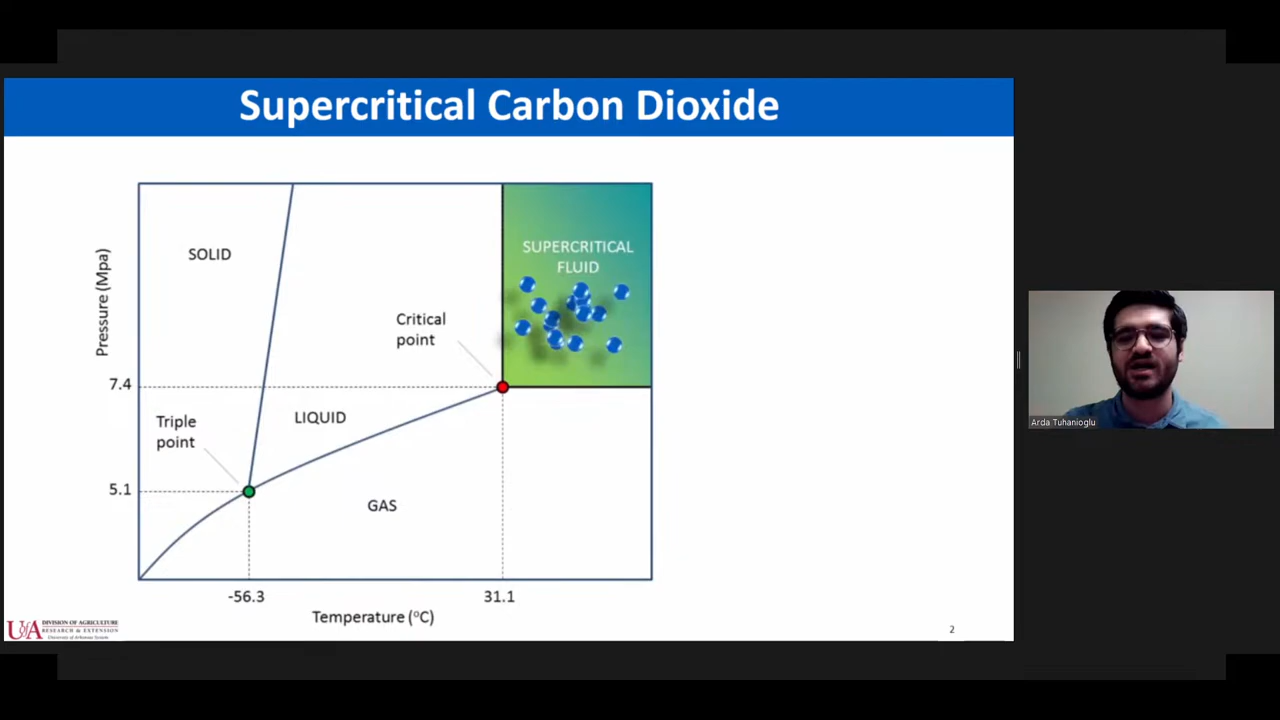 Supercritical Carbon Dioxide
SOLID
SUPERCRITICAL
FLUID
Pressure (Mpa)
Critical
point
7.4
LIQUID
Triple
point
5.1
GAS
-56.3
31.1
Temperature (°C)
UofA DIVISION OF AGRICULTURE
RESEARCH & EXTENSION
University of Arkansas System
2
Arda Tuhanioglu